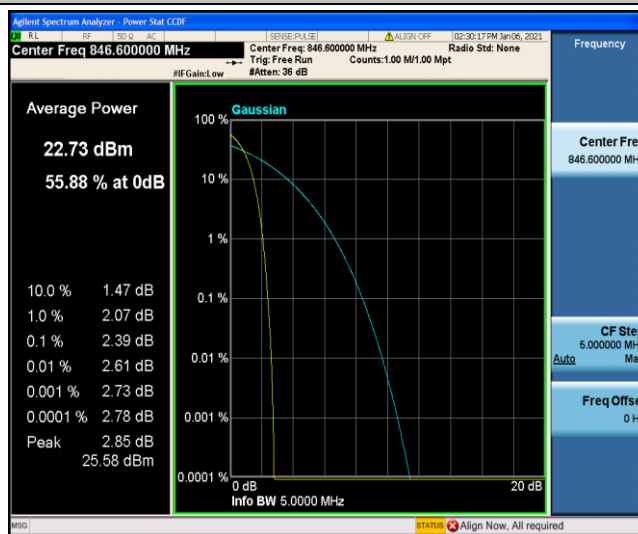 Agilent Spectrum Analyzer - Power Stat CCDF
RL RF 50 Ω AC SENSE:PULSE ALIGN OFF 02:30:17 PM Jan 06, 2021
Center Freq 846.600000 MHz
Center Freq: 846.600000 MHz Radio Std: None
Trig: Free Run Counts:1.00 M/1.00 Mpt
#IFGain:Low #Atten: 36 dB
Frequency
Average Power
22.73 dBm
55.88 % at 0dB
10.0 % 1.47 dB
1.0 % 2.07 dB
0.1 % 2.39 dB
0.01 % 2.61 dB
0.001 % 2.73 dB
0.0001 % 2.78 dB
Peak 2.85 dB
25.58 dBm
Gaussian
100 %
10 %
1 %
0.1 %
0.01 %
0.001 %
0.0001 %
0 dB 20 dB
Info BW 5.0000 MHz
Center Fre
846.600000 MH
CF Ste
5.000000 MH
Auto Ma
Freq Offse
0 H
MSG STATUS Align Now, All required